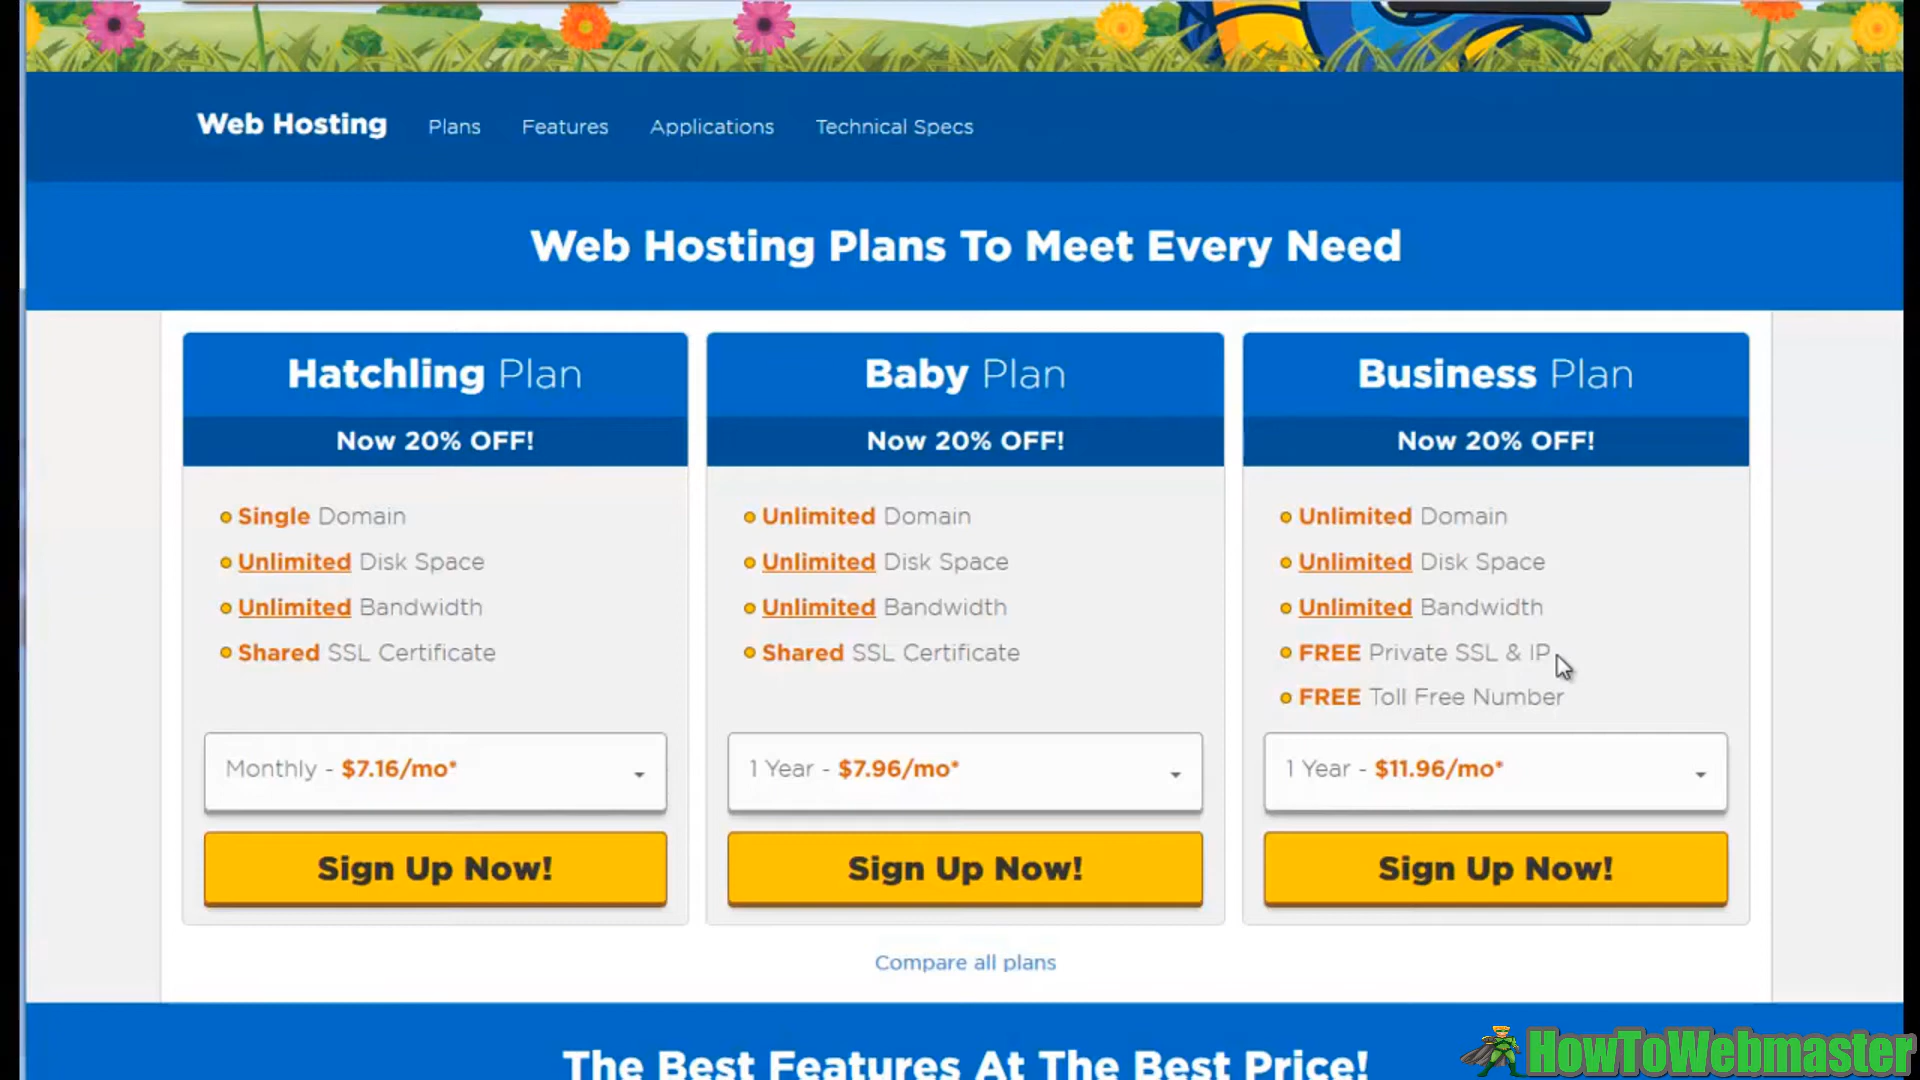 Web Hosting Plans Features Applications Technical Specs
Web Hosting Plans To Meet Every Need
Hatchling Plan
Now 20% OFF!
Single Domain
Unlimited Disk Space
Unlimited Bandwidth
Shared SSL Certificate
Monthly - $7.16/mo*
Sign Up Now!
Baby Plan
Now 20% OFF!
Unlimited Domain
Unlimited Disk Space
Unlimited Bandwidth
Shared SSL Certificate
1 Year - $7.96/mo*
Sign Up Now!
Business Plan
Now 20% OFF!
Unlimited Domain
Unlimited Disk Space
Unlimited Bandwidth
FREE Private SSL & IP
FREE Toll Free Number
1 Year - $11.96/mo*
Sign Up Now!
Compare all plans
The Best Features At The Best Price!
HowToWebmaster